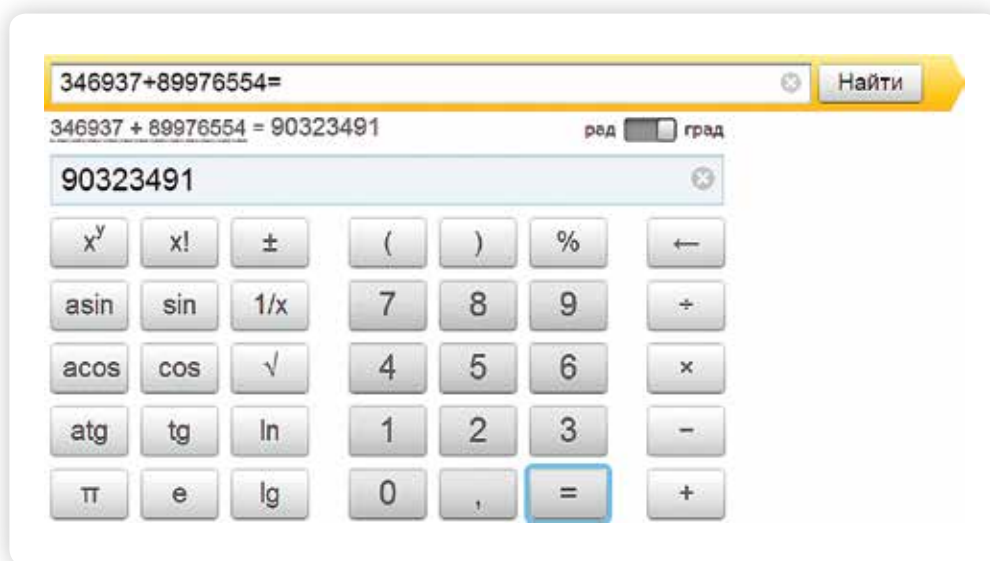 346937+89976554= Найти
346937 + 89976554 = 90323491 рад град
90323491
xʸ x! ± ( ) % ←
asin sin 1/x 7 8 9 ÷
acos cos √ 4 5 6 ×
atg tg ln 1 2 3 −
π e lg 0 , = +